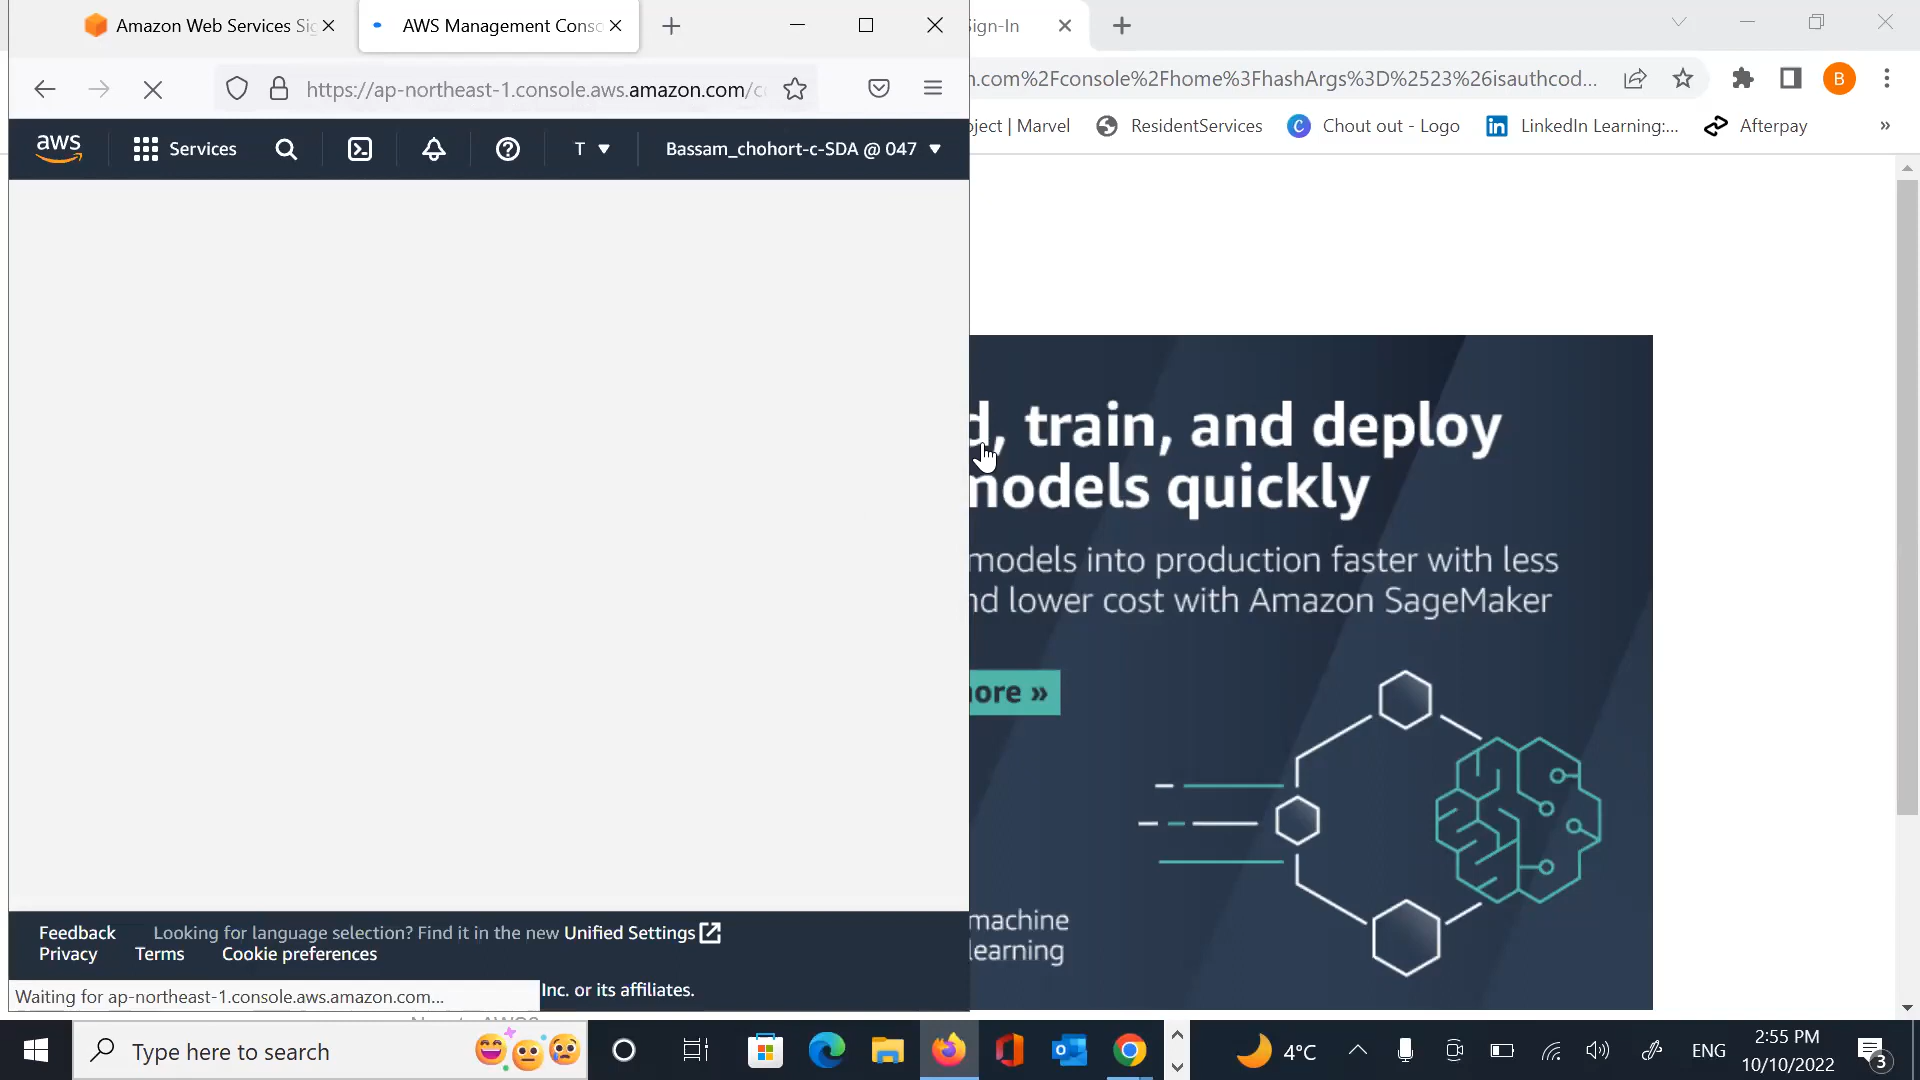 Amazon Web Services Sig
AWS Management Conso
ign-In
https://ap-northeast-1.console.aws.amazon.com/c
n.com%2Fconsole%2Fhome%3FhashArgs%3D%2523%26isauthcod...
B
oject | Marvel
ResidentServices
Chout out - Logo
LinkedIn Learning:...
Afterpay
»
aws
Services
T
Bassam_chohort-c-SDA @ 047
d, train, and deploy
models quickly
models into production faster with less
nd lower cost with Amazon SageMaker
ore »
machine
learning
Feedback
Looking for language selection? Find it in the new Unified Settings
Privacy
Terms
Cookie preferences
Waiting for ap-northeast-1.console.aws.amazon.com...
Inc. or its affiliates.
Type here to search
4°C
ENG
2:55 PM
10/10/2022
3